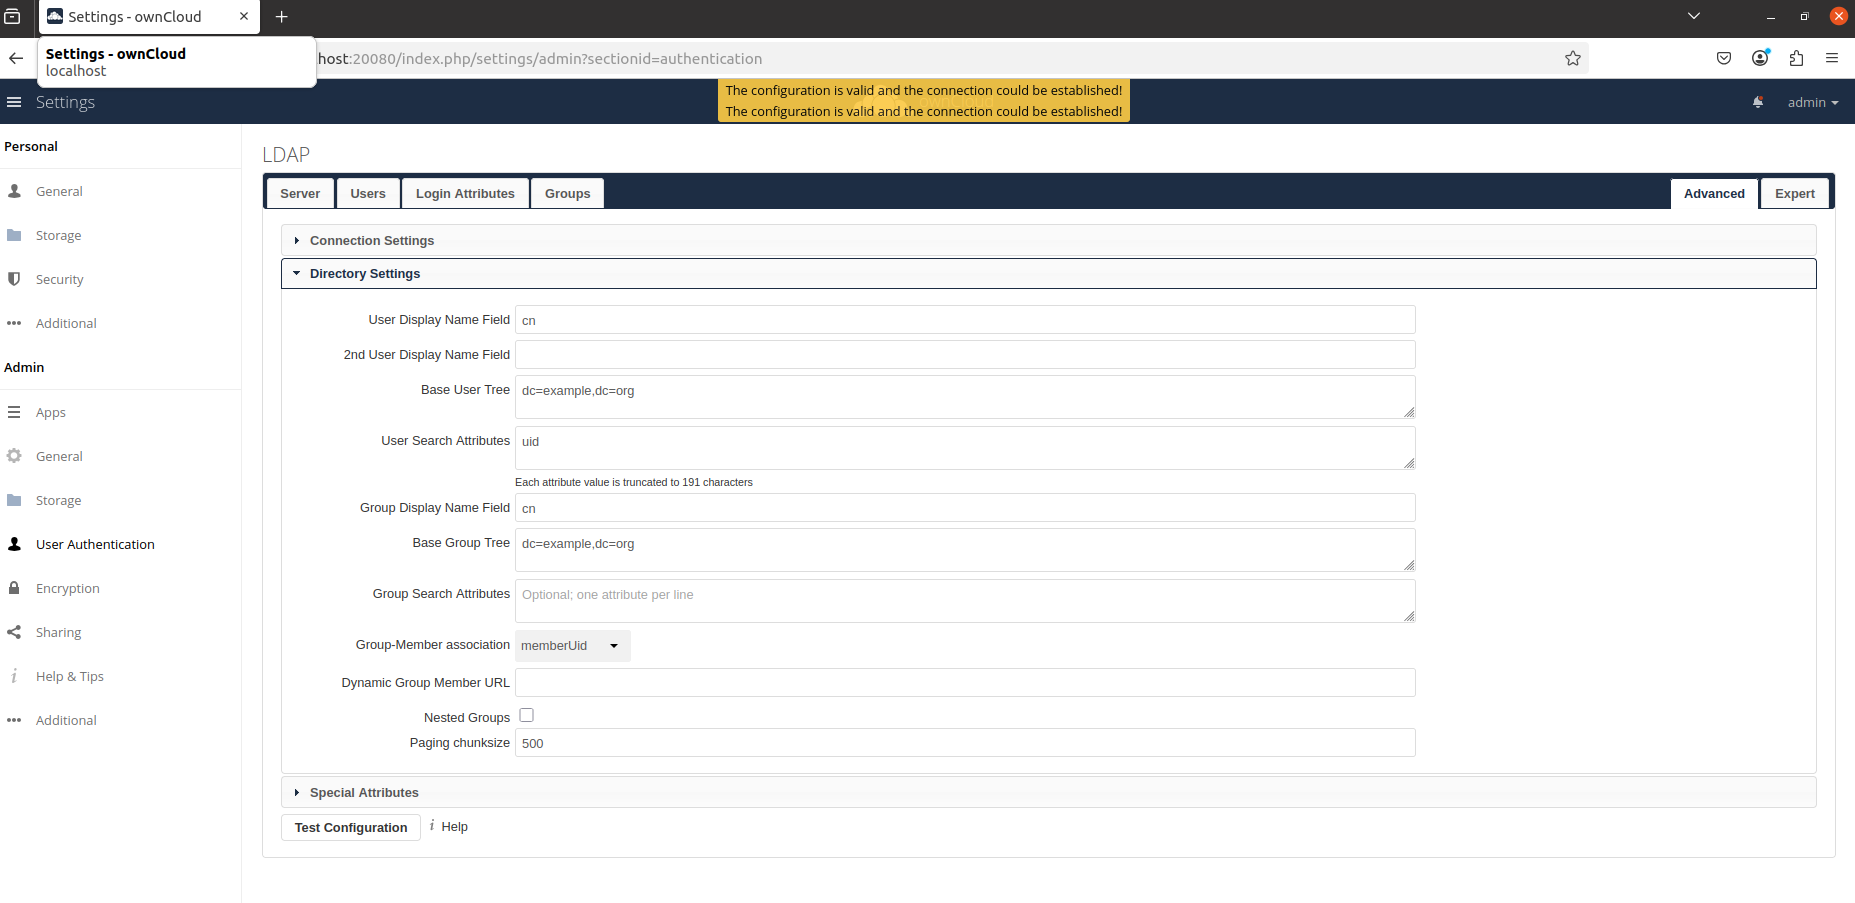 Settings - ownCloud
Settings - ownCloud
localhost
host:20080/index.php/settings/admin?sectionid=authentication
Settings
The configuration is valid and the connection could be established!
The configuration is valid and the connection could be established!
admin
Personal
General
Storage
Security
Additional
Admin
Apps
General
Storage
User Authentication
Encryption
Sharing
Help & Tips
Additional
LDAP
Server
Users
Login Attributes
Groups
Advanced
Expert
Connection Settings
Directory Settings
User Display Name Field
cn
2nd User Display Name Field
Base User Tree
dc=example,dc=org
User Search Attributes
uid
Each attribute value is truncated to 191 characters
Group Display Name Field
cn
Base Group Tree
dc=example,dc=org
Group Search Attributes
Optional; one attribute per line
Group-Member association
memberUid
Dynamic Group Member URL
Nested Groups
Paging chunksize
500
Special Attributes
Test Configuration
i Help